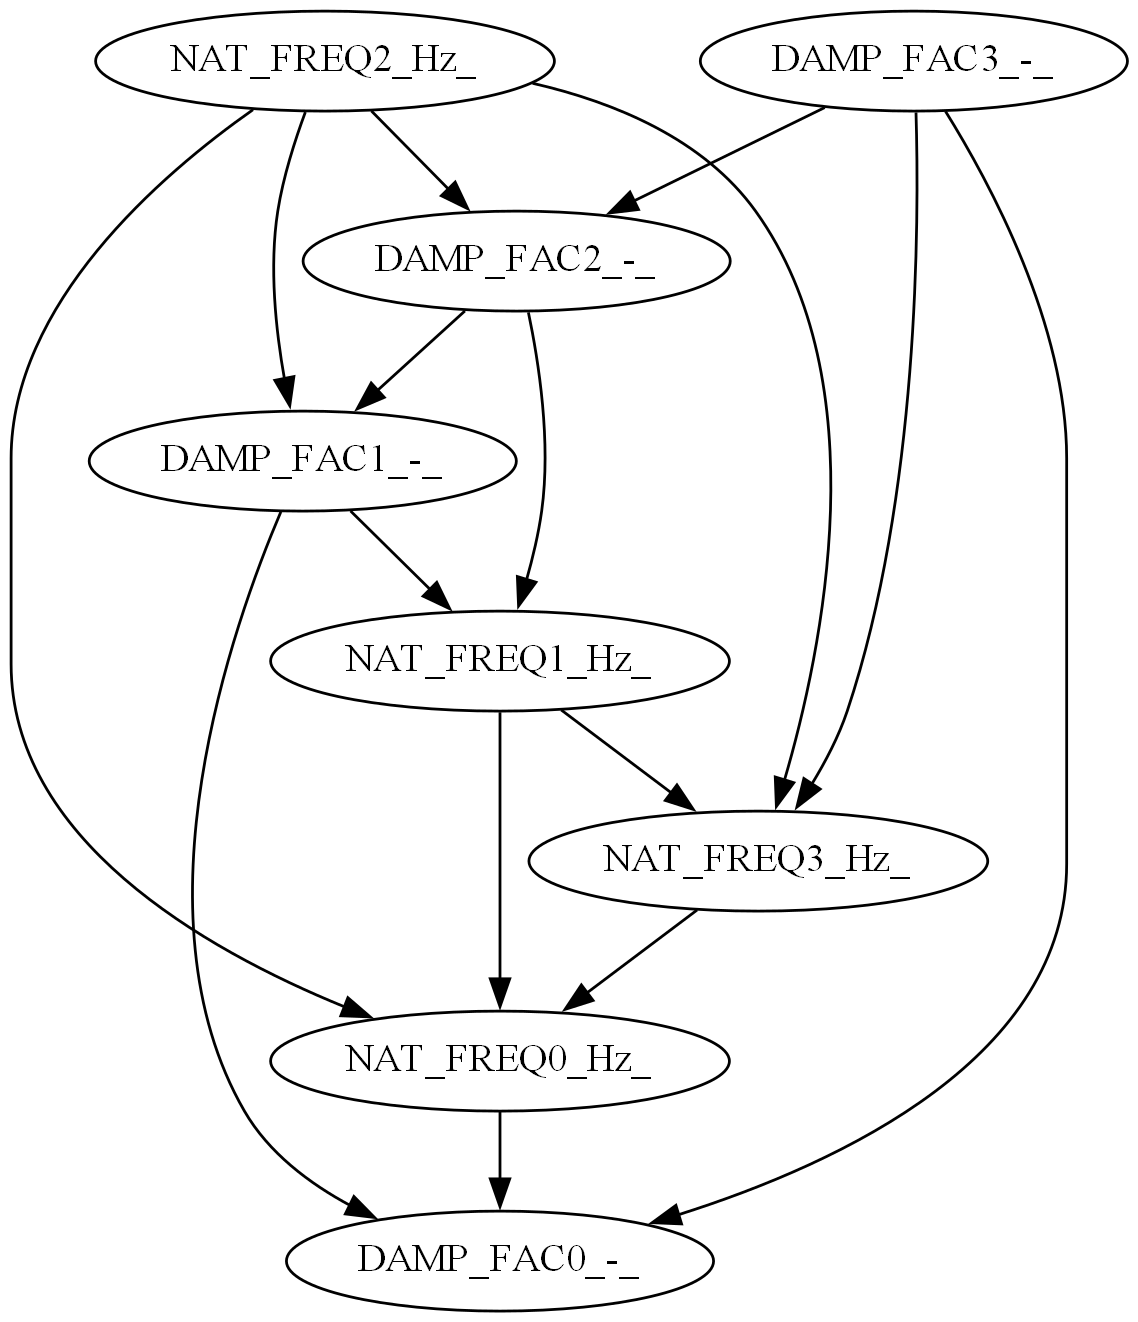 NAT_FREQ2_Hz_
DAMP_FAC3_-_
DAMP_FAC2_-_
DAMP_FAC1_-_
NAT_FREQ1_Hz_
NAT_FREQ3_Hz_
NAT_FREQ0_Hz_
DAMP_FAC0_-_